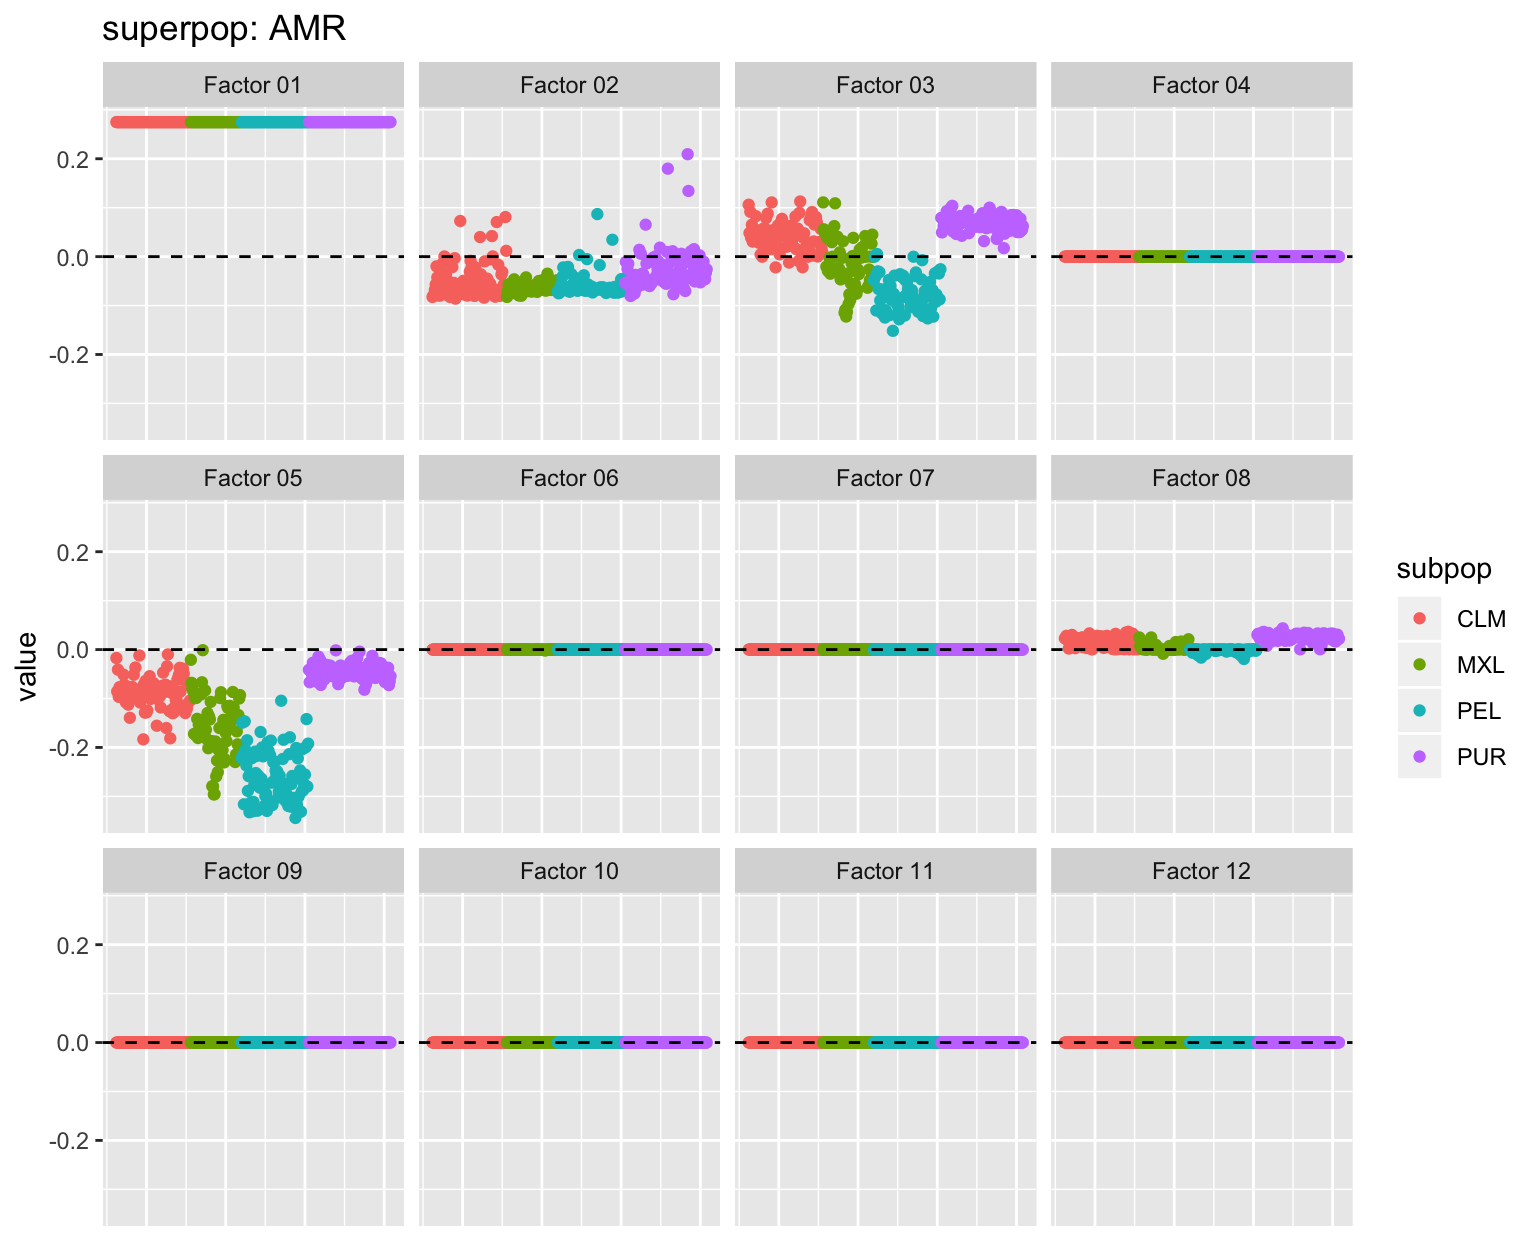 superpop: AMR
Factor 01
Factor 02
Factor 03
Factor 04
0.2
0.0
-0.2
Factor 05
Factor 06
Factor 07
Factor 08
0.2
0.0
-0.2
value
subpop
CLM
MXL
PEL
PUR
Factor 09
Factor 10
Factor 11
Factor 12
0.2
0.0
-0.2